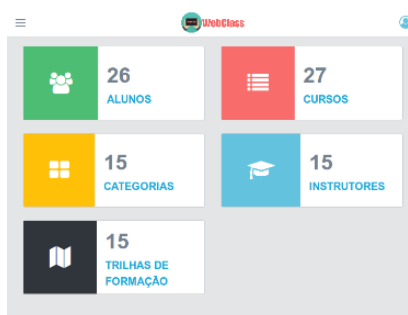 WebClass
26
ALUNOS
27
CURSOS
15
CATEGORIAS
15
INSTRUTORES
15
TRILHAS DE
FORMAÇÃO